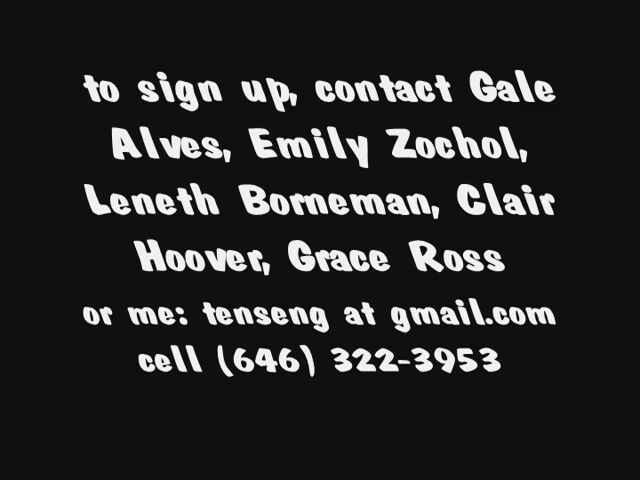 to sign up, contact Gale
Alves, Emily Zochol,
Leneth Borneman, Clair
Hoover, Grace Ross
or me: tenseng at gmail.com
cell (646) 322-3953